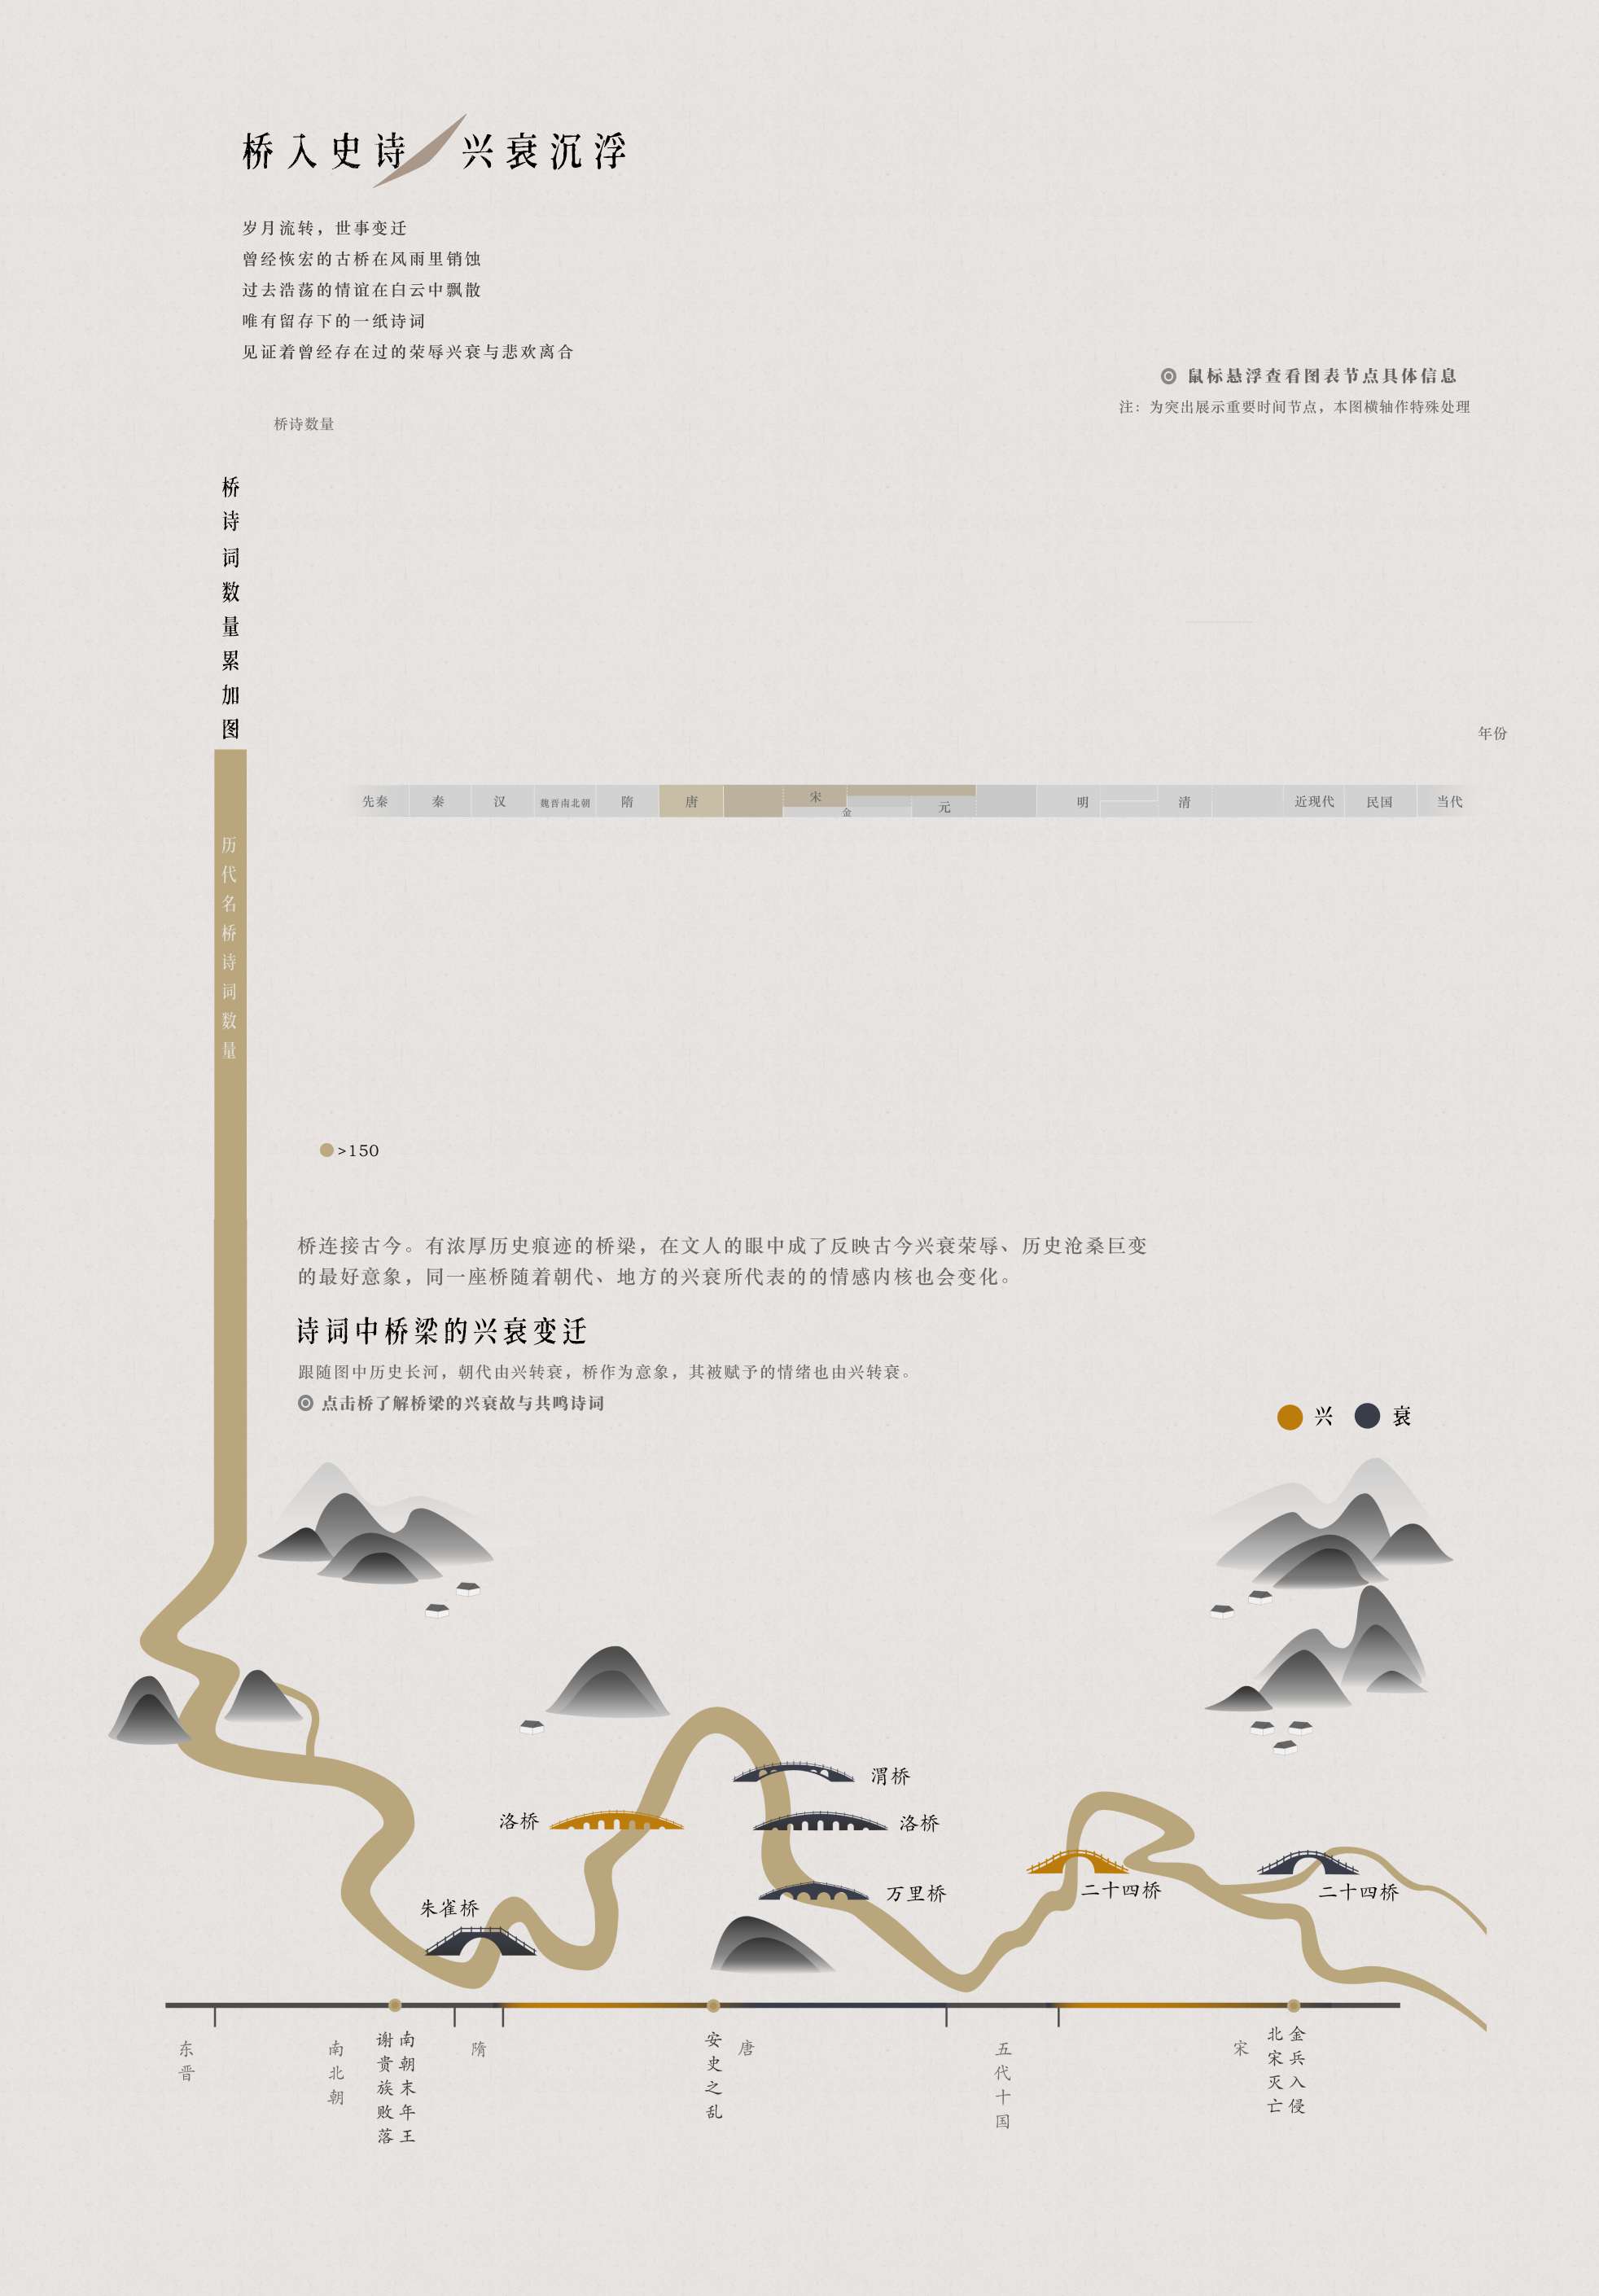 桥入史诗 兴衰沉浮
岁月流转，世事变迁
曾经恢宏的古桥在风雨里销蚀
过去浩荡的情谊在白云中飘散
唯有留存下的一纸诗词
见证着曾经存在过的荣辱兴衰与悲欢离合
鼠标悬浮查看图表节点具体信息
注：为突出展示重要时间节点，本图横轴作特殊处理
桥诗数量
桥诗词数量累加图
年份
先秦 秦 汉 魏晋南北朝 隋 唐 宋 金 元 明 清 近现代 民国 当代
历代名桥诗词数量
>150
桥连接古今。有浓厚历史痕迹的桥梁，在文人的眼中成了反映古今兴衰荣辱、历史沧桑巨变
的最好意象，同一座桥随着朝代、地方的兴衰所代表的的情感内核也会变化。
诗词中桥梁的兴衰变迁
跟随图中历史长河，朝代由兴转衰，桥作为意象，其被赋予的情绪也由兴转衰。
点击桥了解桥梁的兴衰故与共鸣诗词
兴 衰
渭桥
洛桥
洛桥
万里桥
二十四桥
二十四桥
朱雀桥
东晋
南北朝
南朝末年王
谢贵族败落
隋
安史之乱
唐
五代十国
宋
金兵入侵
北宋灭亡